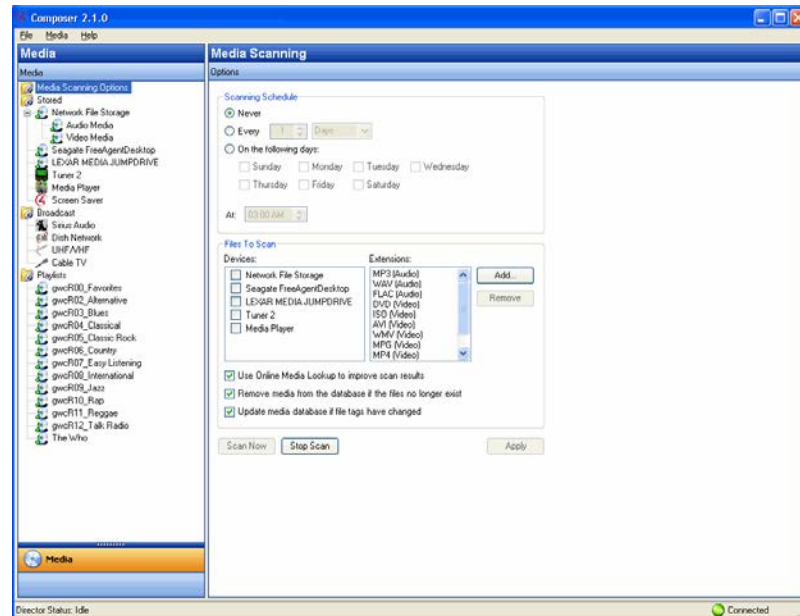 Composer 2.1.0
File Media Help
Media
Media
Media Scanning Options
Stored
Network File Storage
Audio Media
Video Media
Seagate FreeAgentDesktop
LEXAR MEDIA JUMPDRIVE
Tuner 2
Media Player
Screen Saver
Broadcast
Sirius Audio
Dish Network
UHF/VHF
Cable TV
Playlists
gwcR00_Favorites
gwcR02_Alternative
gwcR03_Blues
gwcR04_Classical
gwcR05_Classic Rock
gwcR06_Country
gwcR07_Easy Listening
gwcR08_International
gwcR09_Jazz
gwcR10_Rap
gwcR11_Reggae
gwcR12_Talk Radio
The Who
Media
Media Scanning
Options
Scanning Schedule
Never
Every 1 Days
On the following days:
Sunday Monday Tuesday Wednesday
Thursday Friday Saturday
At: 03:00 AM
Files To Scan
Devices:
Network File Storage
Seagate FreeAgentDesktop
LEXAR MEDIA JUMPDRIVE
Tuner 2
Media Player
Extensions:
MP3 (Audio)
WAV (Audio)
FLAC (Audio)
DVD (Video)
ISO (Video)
AVI (Video)
WMV (Video)
MPG (Video)
MP4 (Video)
Add...
Remove
Use Online Media Lookup to improve scan results
Remove media from the database if the files no longer exist
Update media database if file tags have changed
Scan Now Stop Scan Apply
Director Status: Idle Connected